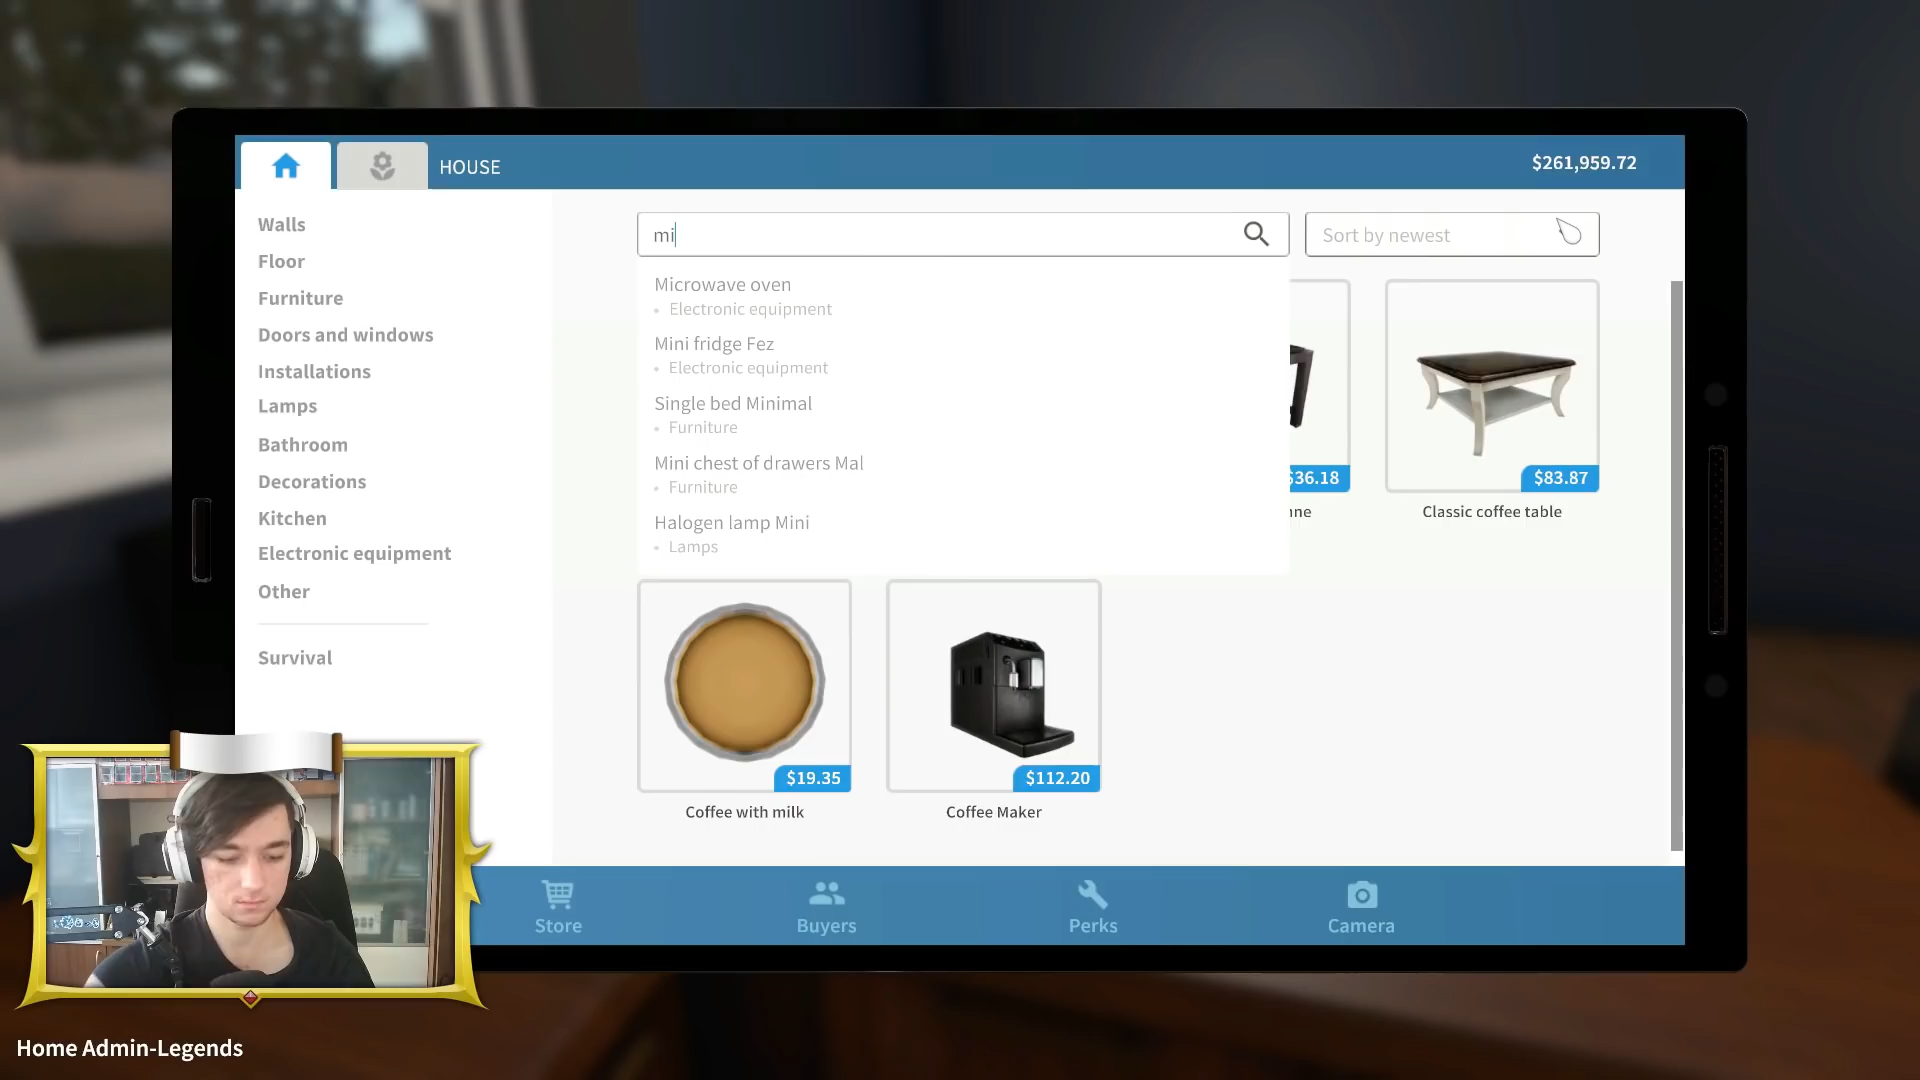 HOUSE
$261,959.72
Walls
Floor
Furniture
Doors and windows
Installations
Lamps
Bathroom
Decorations
Kitchen
Electronic equipment
Other
Survival
mi
Sort by newest
Microwave oven
• Electronic equipment
Mini fridge Fez
• Electronic equipment
Single bed Minimal
• Furniture
Mini chest of drawers Mal
• Furniture
Halogen lamp Mini
• Lamps
$36.18
$83.87
Classic coffee table
$19.35
$112.20
Coffee with milk
Coffee Maker
Store
Buyers
Perks
Camera
Home Admin-Legends